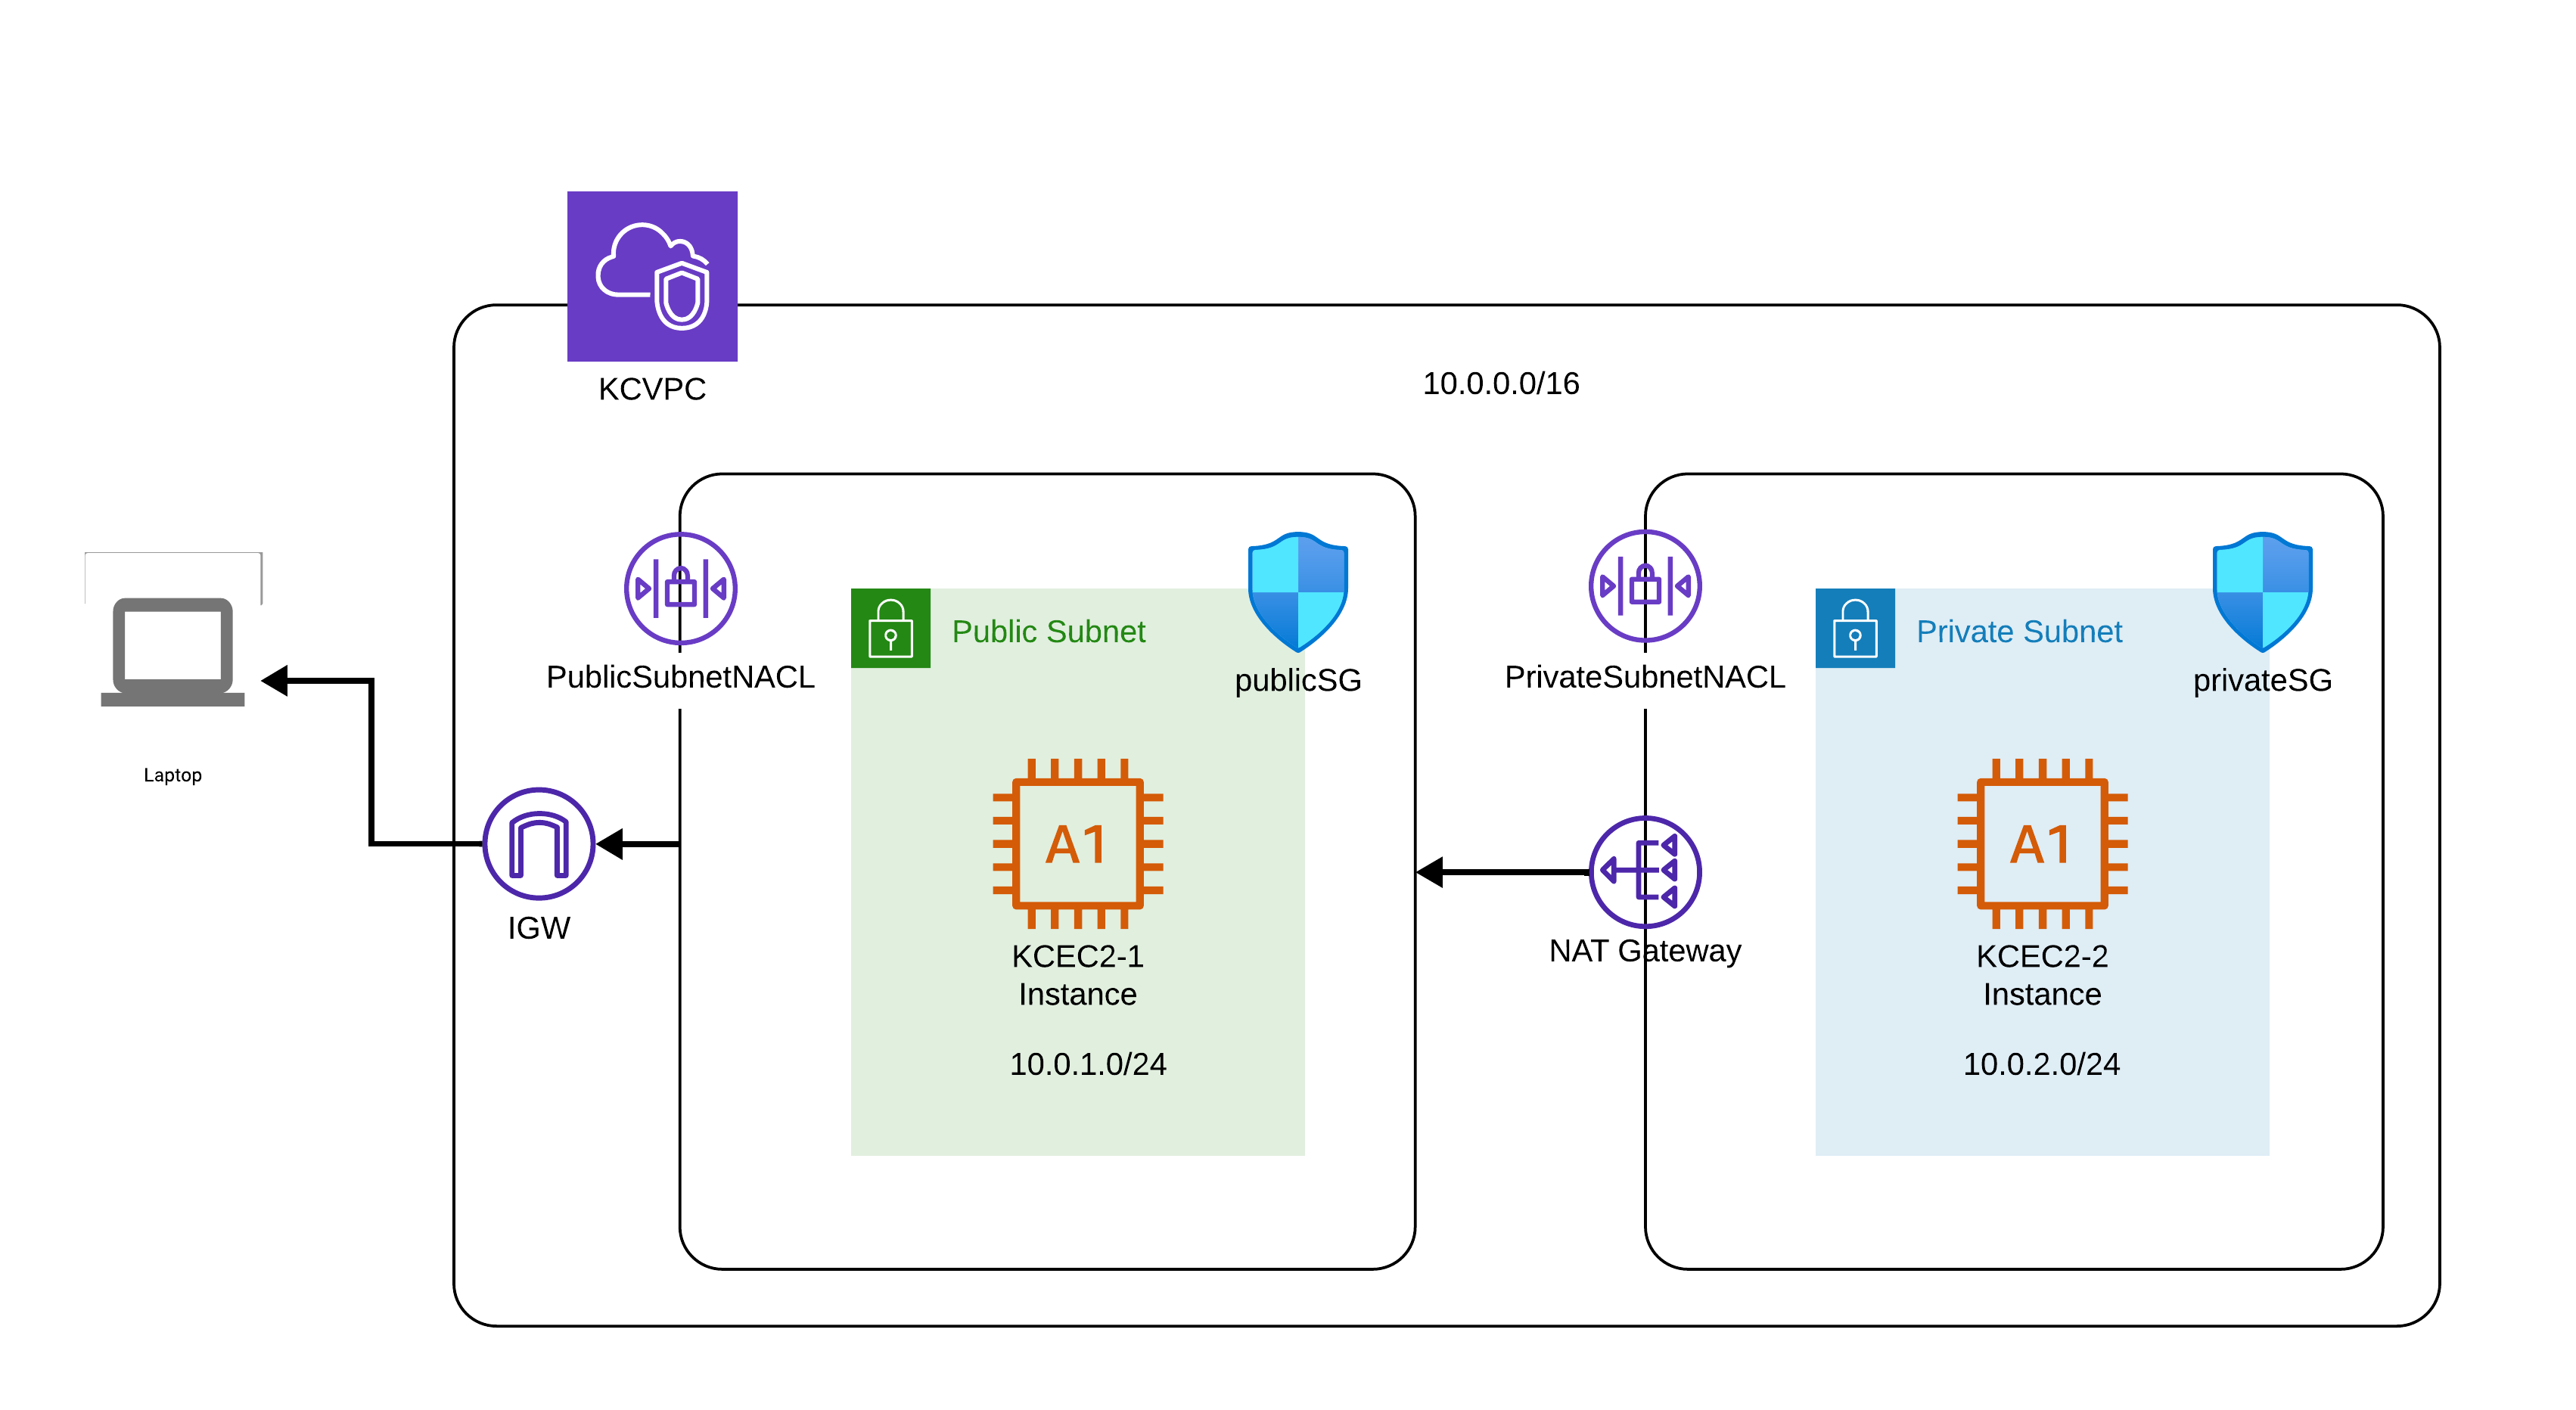 KCVPC
10.0.0.0/16
PublicSubnetNACL
Public Subnet
publicSG
PrivateSubnetNACL
Private Subnet
privateSG
Laptop
A1
A1
IGW
NAT Gateway
KCEC2-1
Instance
KCEC2-2
Instance
10.0.1.0/24
10.0.2.0/24